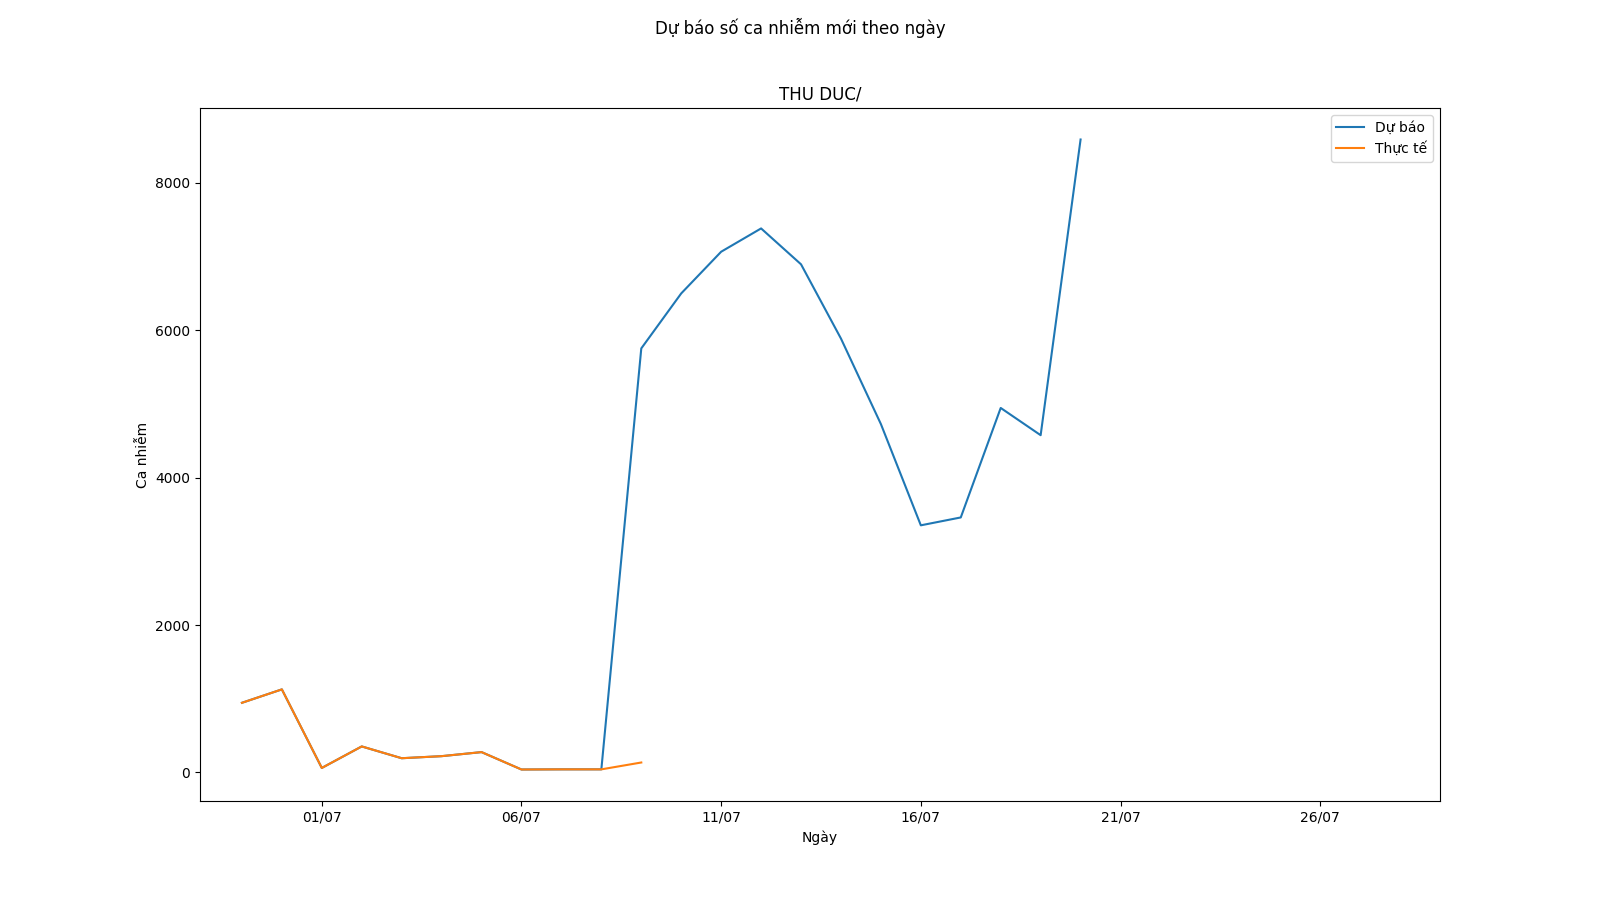 Dự báo số ca nhiễm mới theo ngày
THU DUC/
Dự báo
Thực tế
8000
6000
4000
2000
0
Ca nhiễm
01/07
06/07
11/07
16/07
21/07
26/07
Ngày